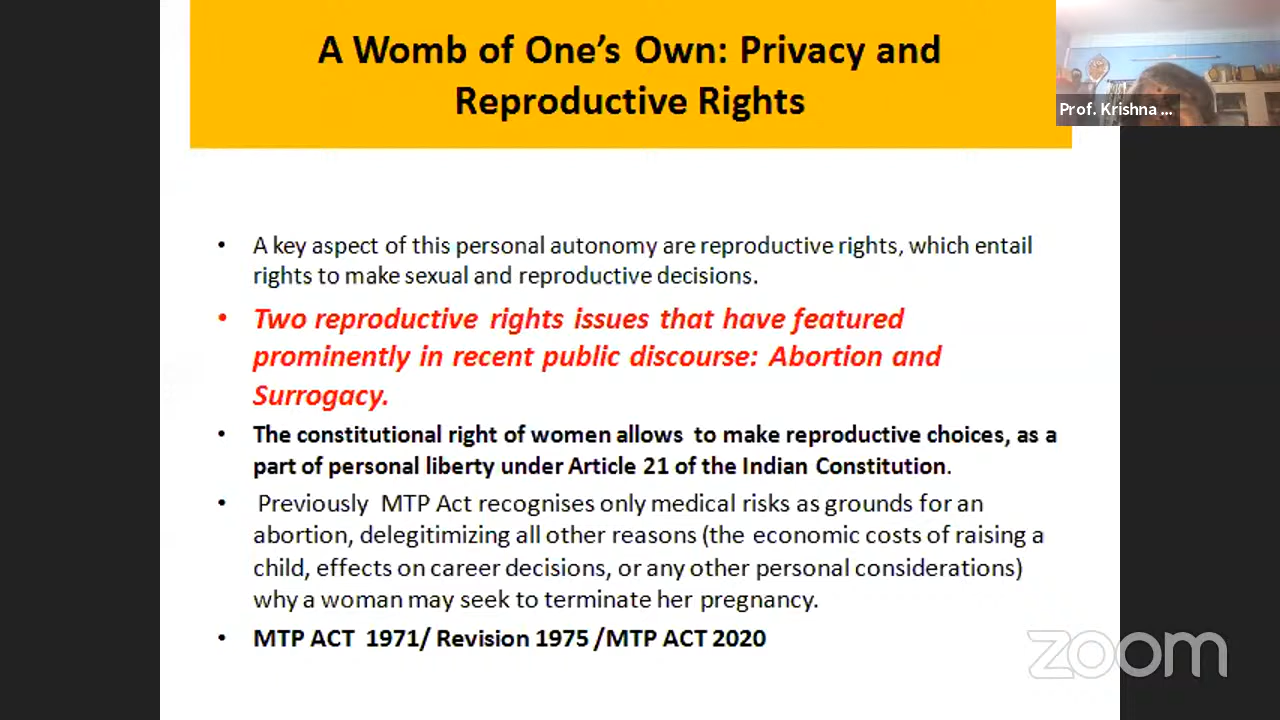 A Womb of One’s Own: Privacy and
Reproductive Rights
Prof. Krishna ...
• A key aspect of this personal autonomy are reproductive rights, which entail
rights to make sexual and reproductive decisions.
• Two reproductive rights issues that have featured
prominently in recent public discourse: Abortion and
Surrogacy.
• The constitutional right of women allows to make reproductive choices, as a
part of personal liberty under Article 21 of the Indian Constitution.
• Previously MTP Act recognises only medical risks as grounds for an
abortion, delegitimizing all other reasons (the economic costs of raising a
child, effects on career decisions, or any other personal considerations)
why a woman may seek to terminate her pregnancy.
• MTP ACT 1971/ Revision 1975 /MTP ACT 2020
zoom